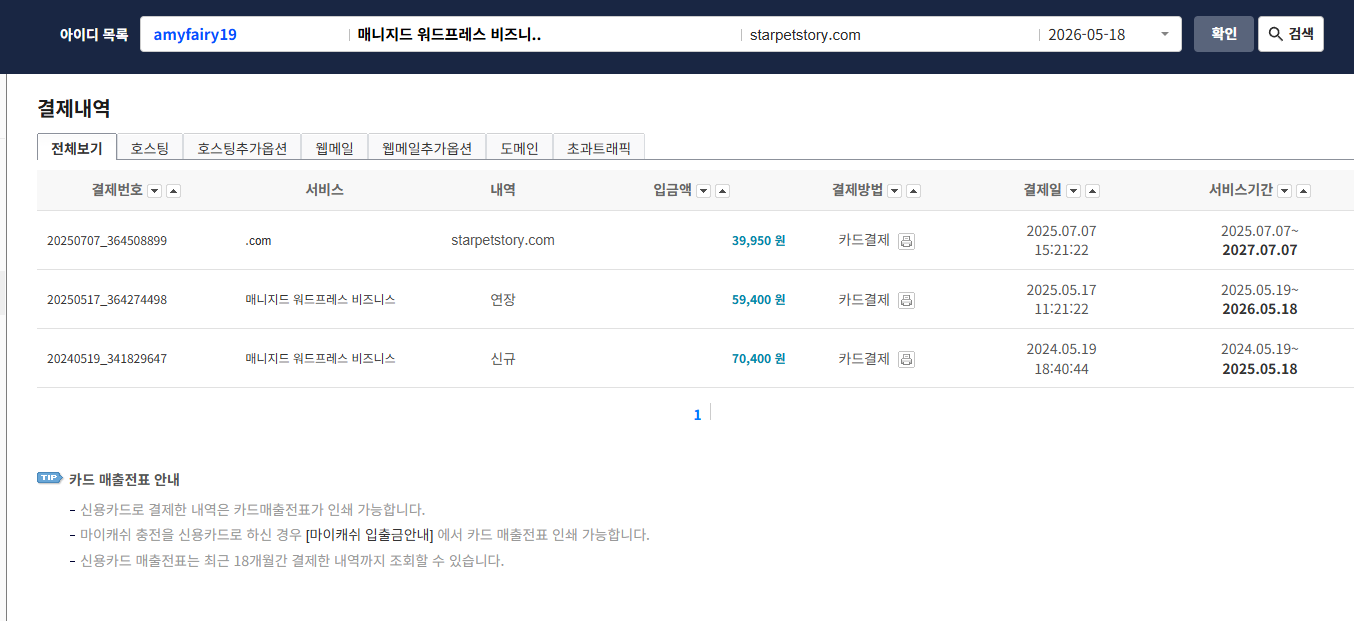 아이디 목록 amyfairy19 매니지드 워드프레스 비즈니.. starpetstory.com 2026-05-18 확인 검색
결제내역
전체보기 호스팅 호스팅추가옵션 웹메일 웹메일추가옵션 도메인 초과트래픽
결제번호 서비스 내역 입금액 결제방법 결제일 서비스기간
20250707_364508899 .com starpetstory.com 39,950 원 카드결제 2025.07.07 2025.07.07~
15:21:22 2027.07.07
20250517_364274498 매니지드 워드프레스 비즈니스 연장 59,400 원 카드결제 2025.05.17 2025.05.19~
11:21:22 2026.05.18
20240519_341829647 매니지드 워드프레스 비즈니스 신규 70,400 원 카드결제 2024.05.19 2024.05.19~
18:40:44 2025.05.18
1
TIP 카드 매출전표 안내
- 신용카드로 결제한 내역은 카드매출전표가 인쇄 가능합니다.
- 마이캐쉬 충전을 신용카드로 하신 경우 [마이캐쉬 입출금안내] 에서 카드 매출전표 인쇄 가능합니다.
- 신용카드 매출전표는 최근 18개월간 결제한 내역까지 조회할 수 있습니다.